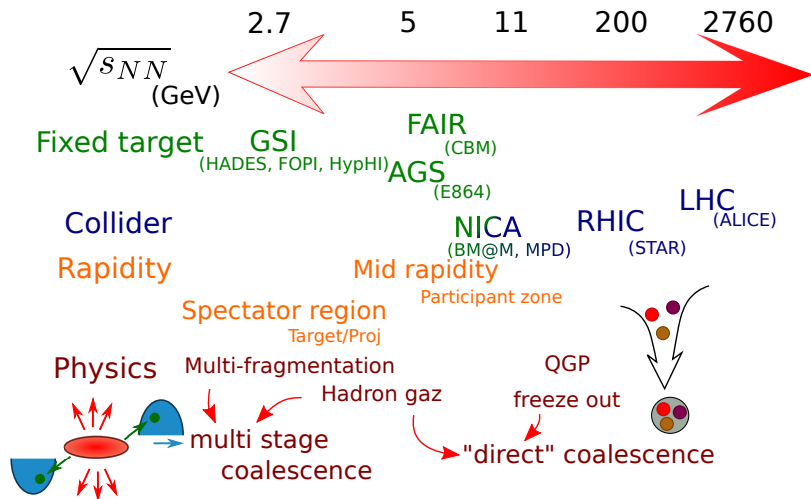 2.7 5 11 200 2760
√sNN
(GeV)
FAIR
(CBM)
Fixed target GSI
(HADES, FOPI, HypHI)
AGS
(E864)
LHC
(ALICE)
Collider NICA RHIC
(BM@M, MPD) (STAR)
Rapidity Mid rapidity
Participant zone
Spectator region
Target/Proj
Physics Multi-fragmentation QGP
Hadron gaz freeze out
multi stage
coalescence
"direct" coalescence